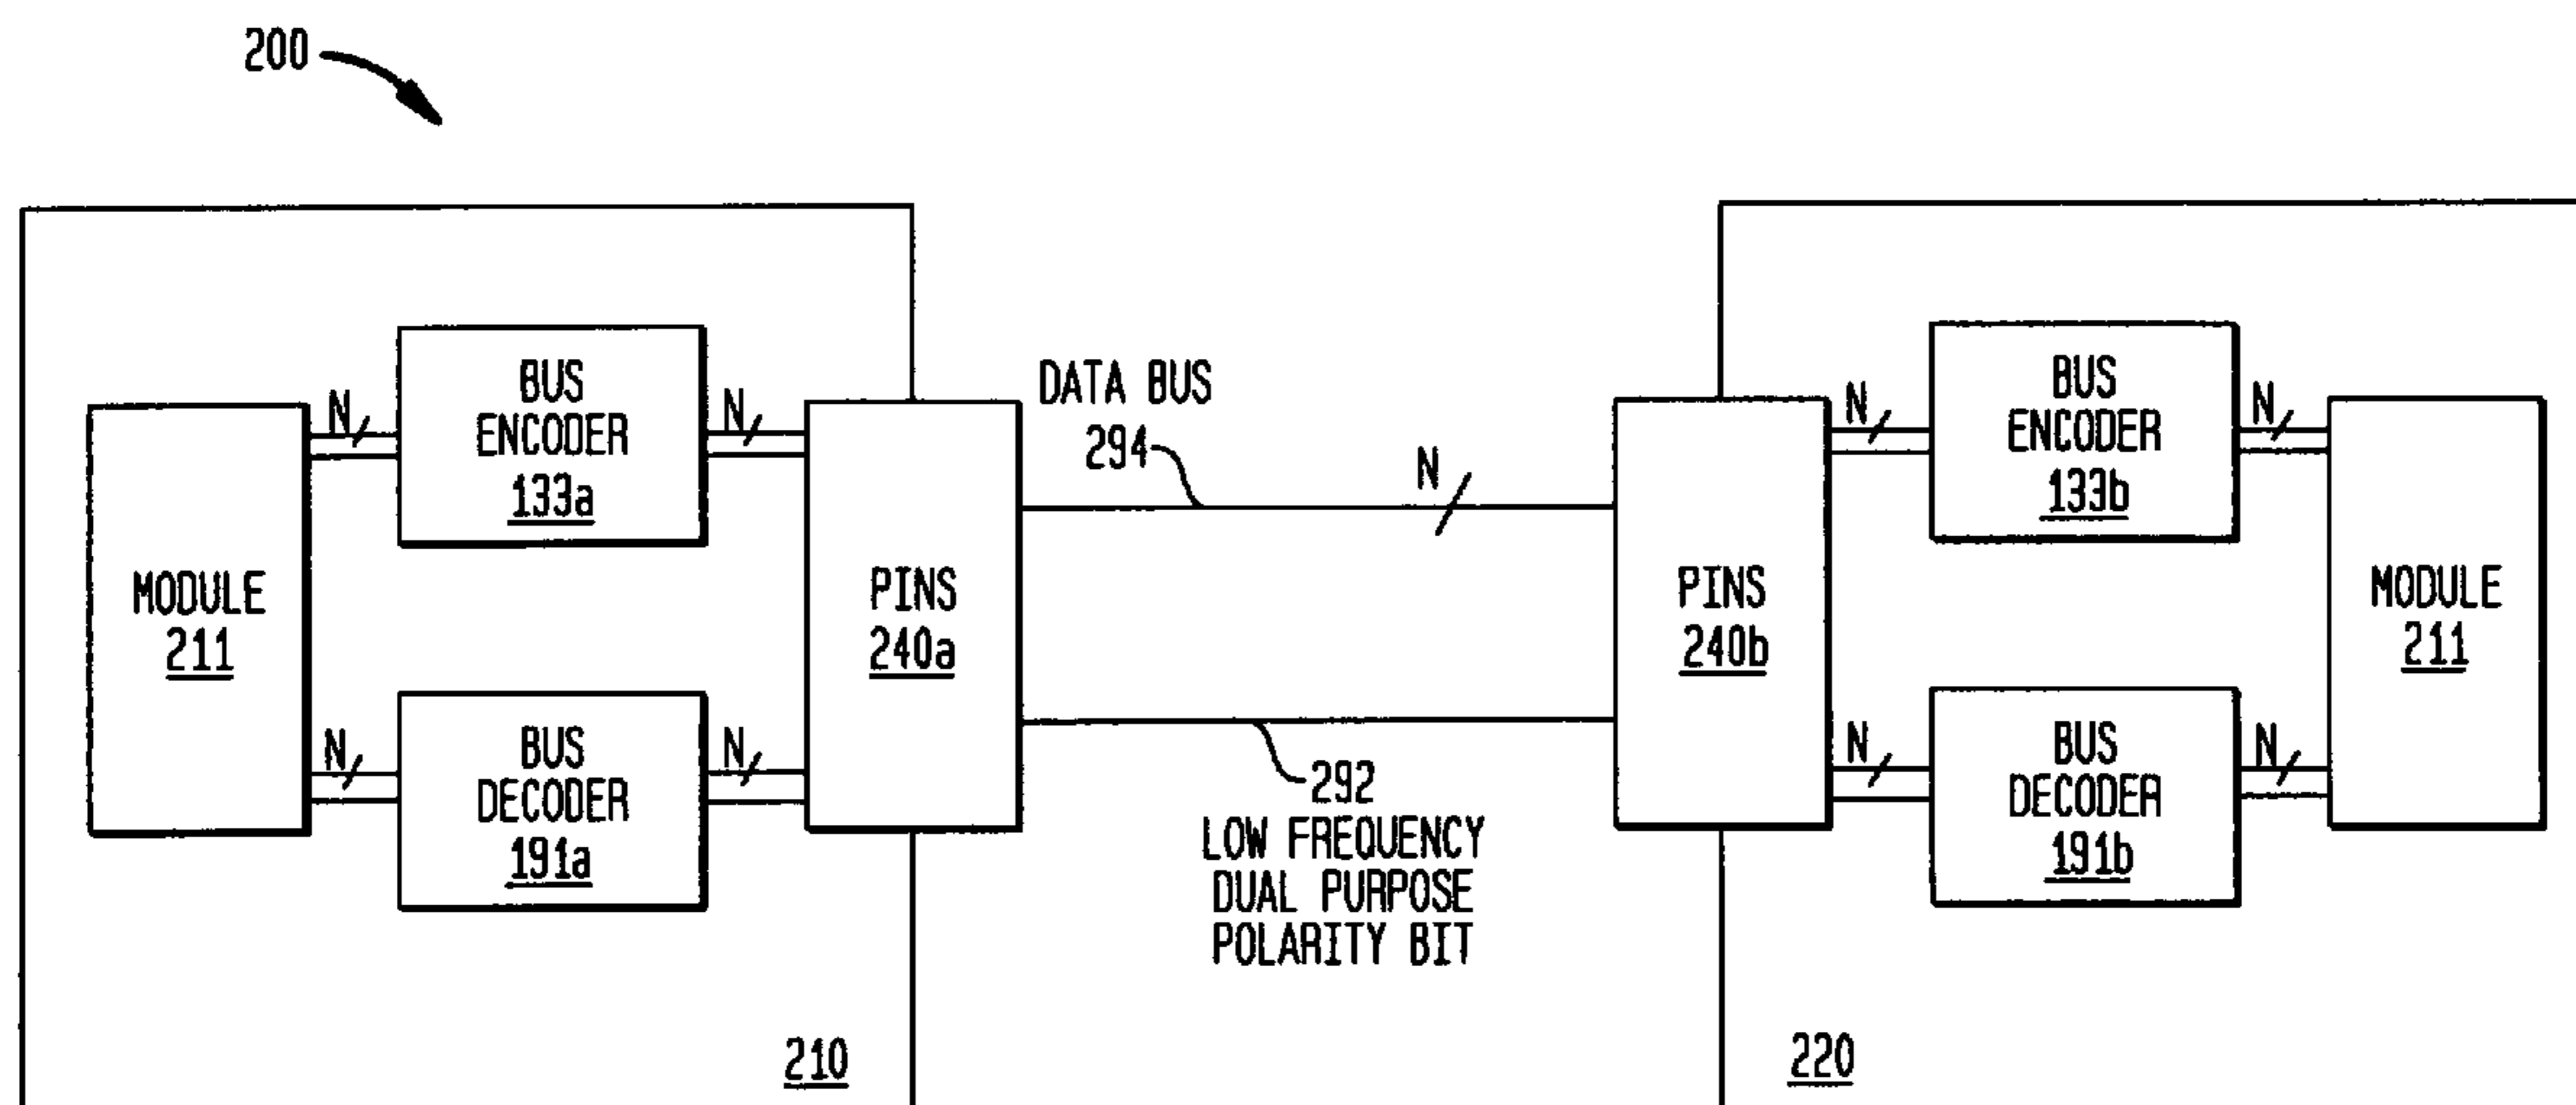 200
BUS
ENCODER
133a
N
N
MODULE
211
BUS
DECODER
191a
N
N
PINS
240a
210
DATA BUS
294
N
292
LOW FREQUENCY
DUAL PURPOSE
POLARITY BIT
PINS
240b
N
N
BUS
ENCODER
133b
N
N
BUS
DECODER
191b
MODULE
211
220